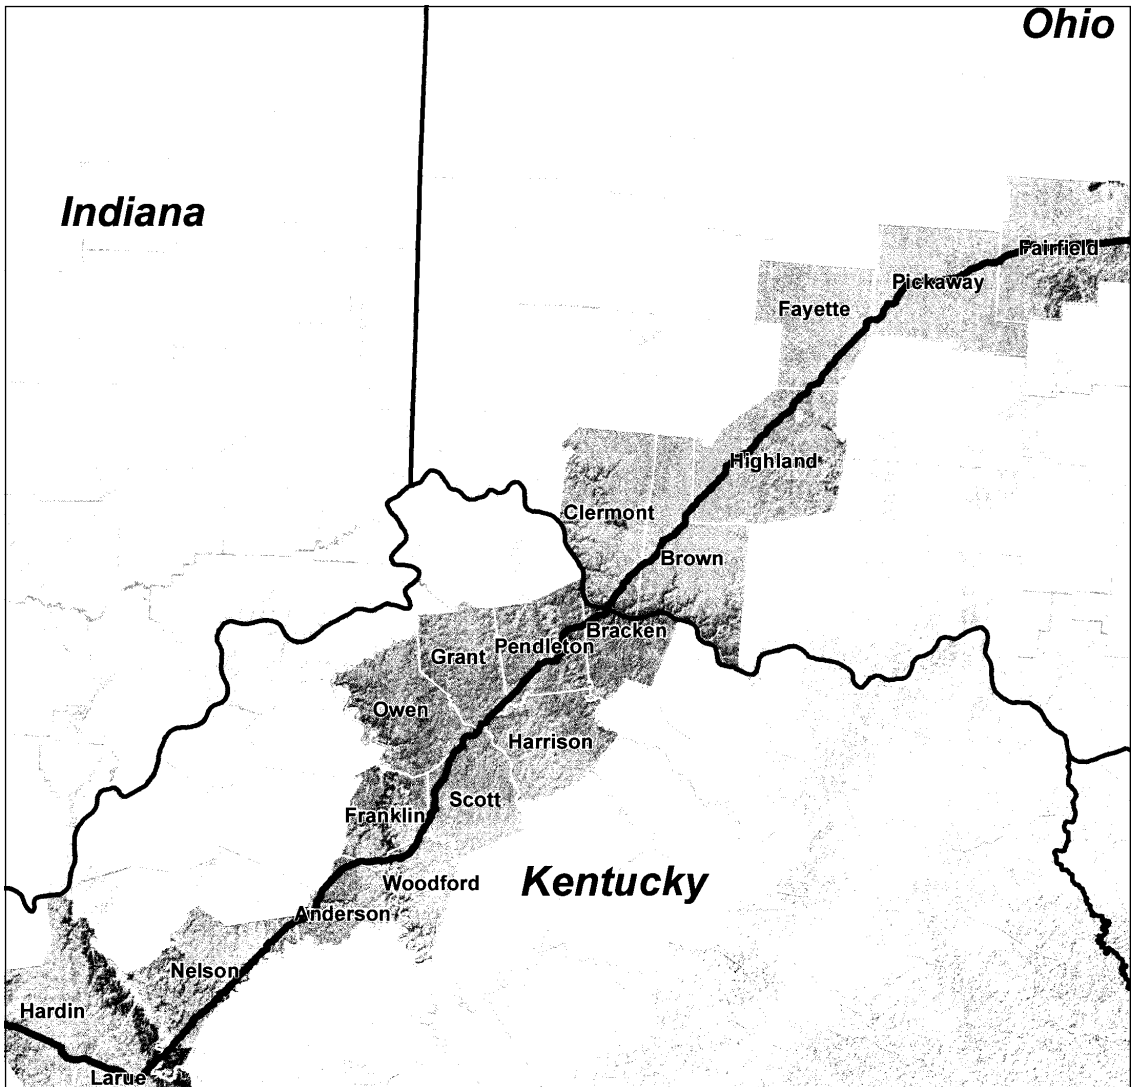 Ohio
Indiana
Fairfield
Pickaway
Fayette
Highland
Clermont
Brown
Bracken
Pendleton
Grant
Owen
Harrison
Scott
Franklin
Kentucky
Woodford
Anderson
Nelson
Hardin
Larue